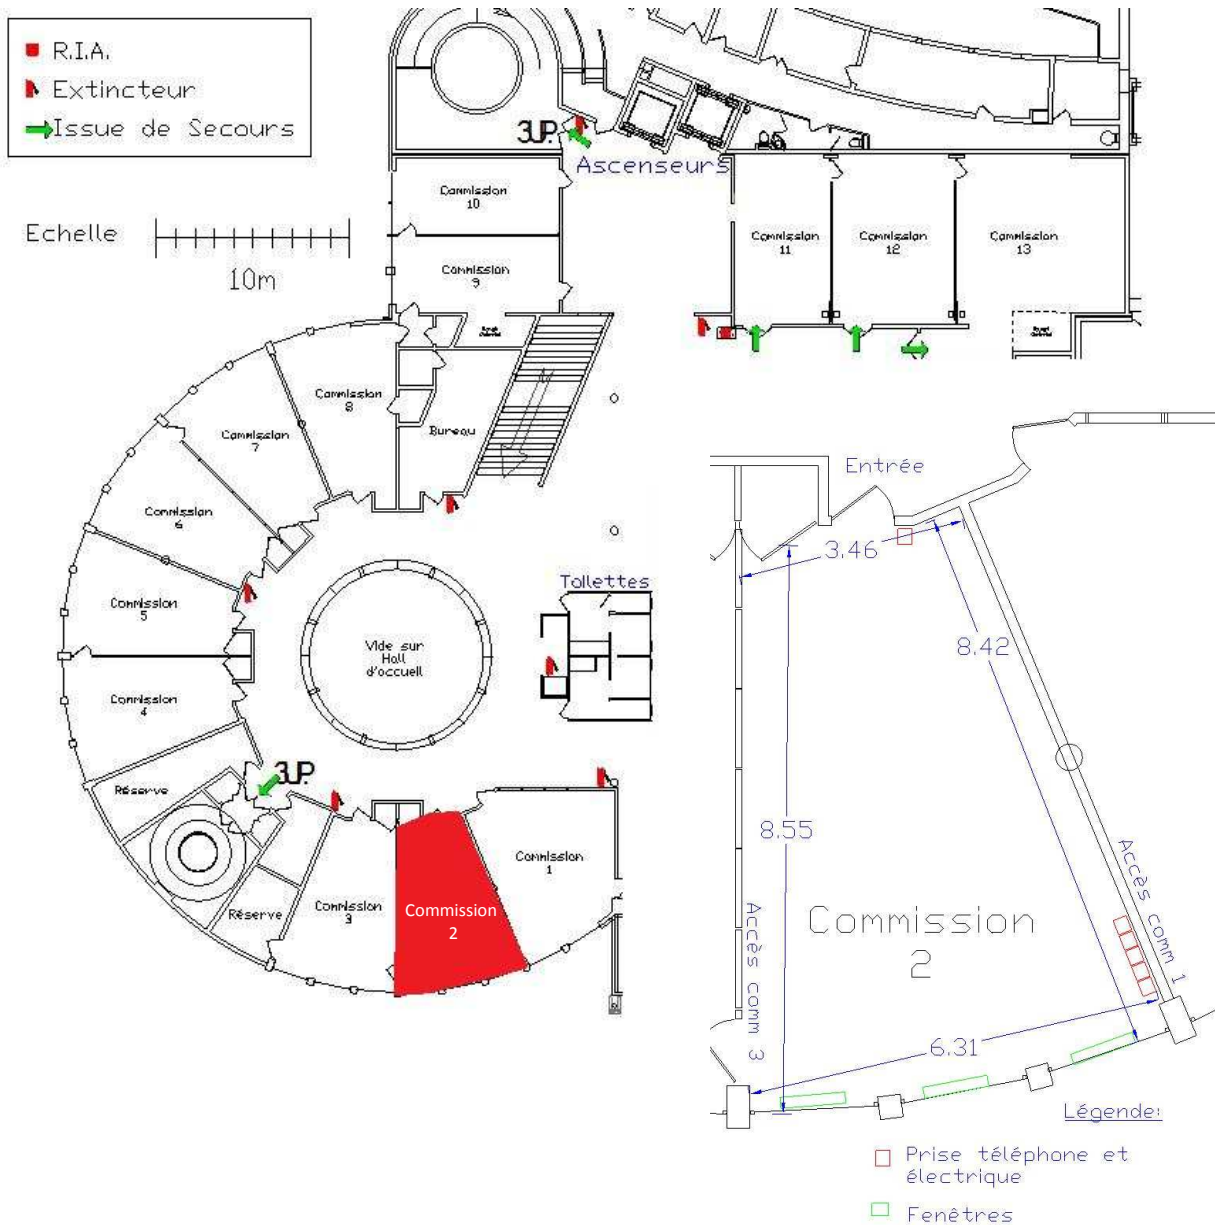 R.I.A.
Extincteur
Issue de Secours
3UP.
Ascenseurs
Echelle
10m
Commission
10
Commission
9
Commission
11
Commission
12
Commission
13
Commission
8
Commission
7
Bureau
Commission
6
Commission
5
Commission
4
Vide sur
Hall
d'accueil
Toilettes
Réserve
3UP.
Réserve
Commission
3
Commission
2
Commission
1
Entrée
3.46
8.42
8.55
Commission
2
Accès comm 1
Accès comm 3
6.31
Légende:
Prise téléphone et
électrique
Fenêtres